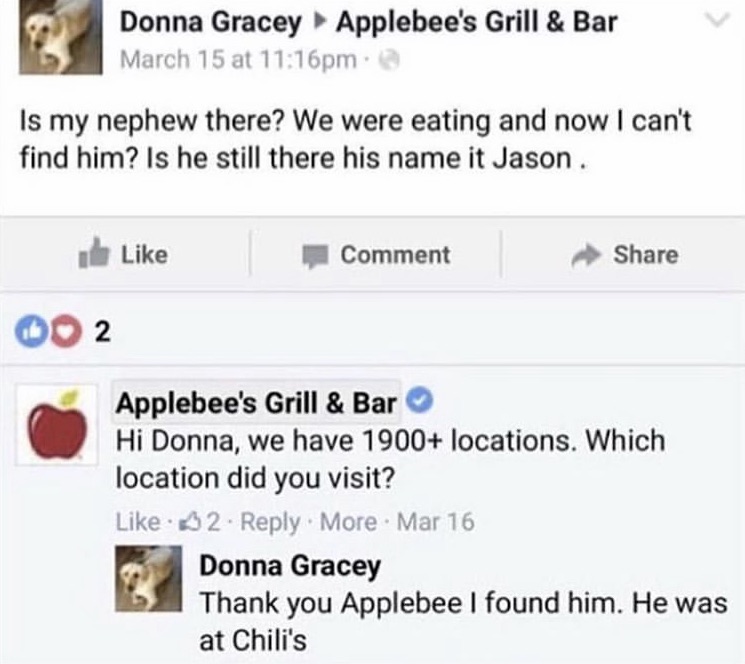 Donna Gracey ▸ Applebee's Grill & Bar
March 15 at 11:16pm ·
Is my nephew there? We were eating and now I can't
find him? Is he still there his name it Jason .
Like Comment Share
2
Applebee's Grill & Bar
Hi Donna, we have 1900+ locations. Which
location did you visit?
Like · 2 · Reply · More · Mar 16
Donna Gracey
Thank you Applebee I found him. He was
at Chili's